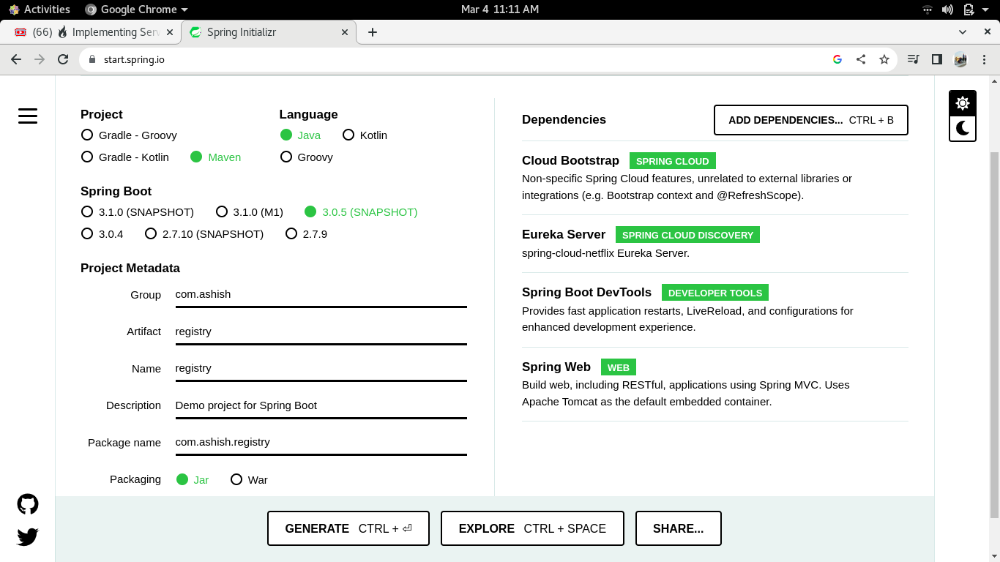 Activities Google Chrome Mar 4 11:11 AM
(66) Implementing Serv Spring Initializr
start.spring.io
Project
Gradle - Groovy
Gradle - Kotlin Maven
Language
Java Kotlin
Groovy
Spring Boot
3.1.0 (SNAPSHOT) 3.1.0 (M1) 3.0.5 (SNAPSHOT)
3.0.4 2.7.10 (SNAPSHOT) 2.7.9
Project Metadata
Group com.ashish
Artifact registry
Name registry
Description Demo project for Spring Boot
Package name com.ashish.registry
Packaging Jar War
Dependencies ADD DEPENDENCIES... CTRL + B
Cloud Bootstrap SPRING CLOUD
Non-specific Spring Cloud features, unrelated to external libraries or
integrations (e.g. Bootstrap context and @RefreshScope).
Eureka Server SPRING CLOUD DISCOVERY
spring-cloud-netflix Eureka Server.
Spring Boot DevTools DEVELOPER TOOLS
Provides fast application restarts, LiveReload, and configurations for
enhanced development experience.
Spring Web WEB
Build web, including RESTful, applications using Spring MVC. Uses
Apache Tomcat as the default embedded container.
GENERATE CTRL + ⏎ EXPLORE CTRL + SPACE SHARE...